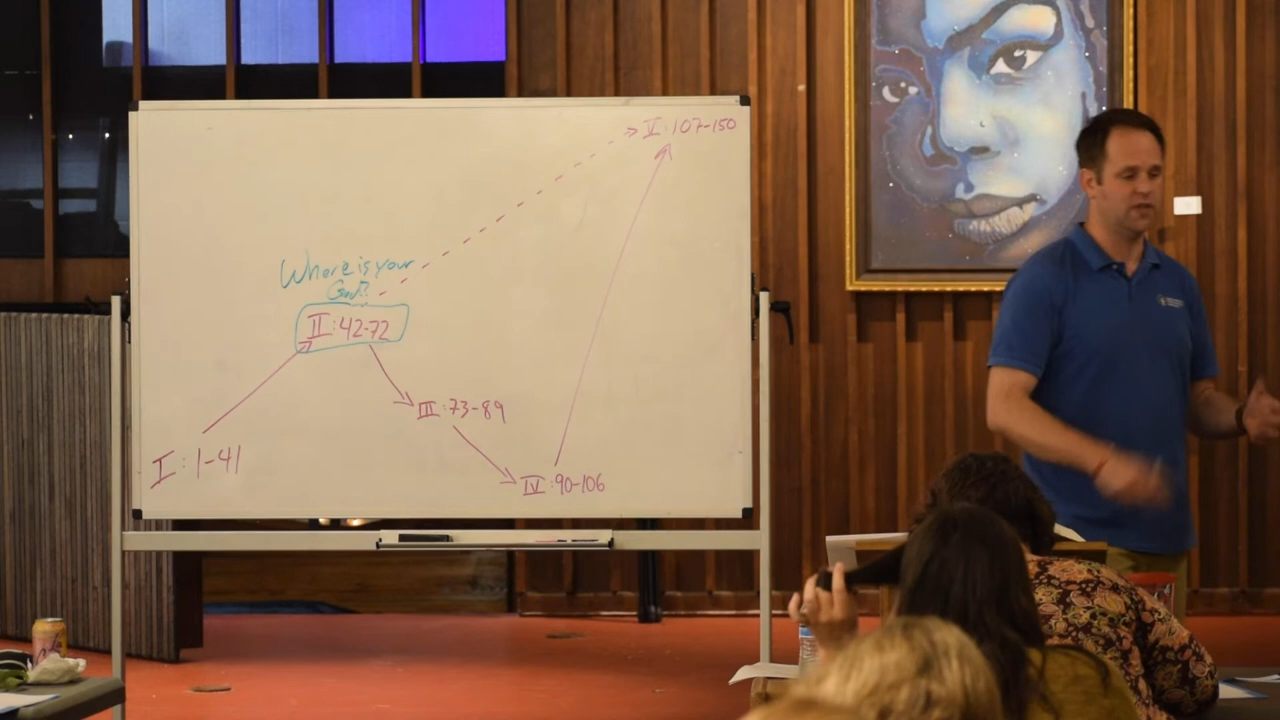 V:107-150
Where is your
God?
II:42-72
III:73-89
I:1-41
IV:90-106